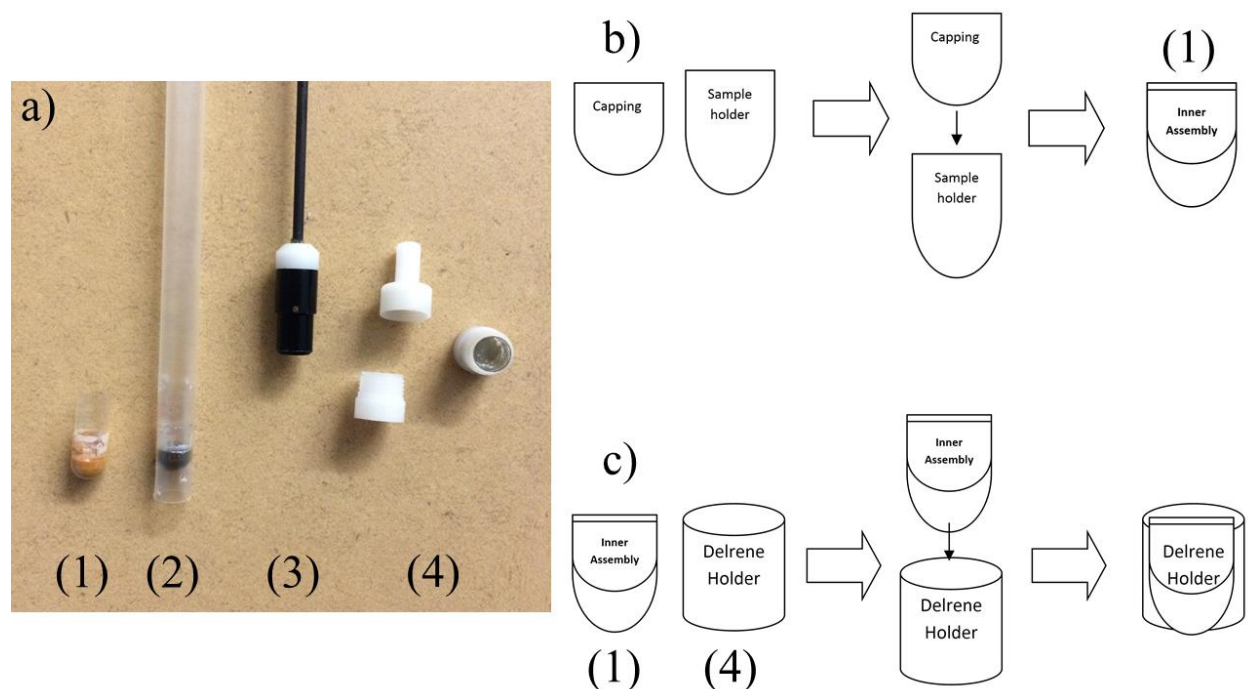 a)
(1) (2) (3) (4)
b)
Capping
Sample
holder
Capping
Sample
holder
(1)
Inner
Assembly
c)
Inner
Assembly
(1)
Delrene
Holder
(4)
Inner
Assembly
Delrene
Holder
Delrene
Holder